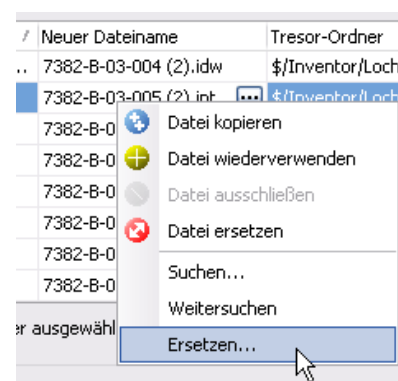 / Neuer Dateiname Tresor-Ordner
.. 7382-B-03-004 (2).idw $/Inventor/Loch
7382-B-03-005 (2).ipt ... $/Inventor/Loch
7382-B-0 Datei kopieren
7382-B-0 Datei wiederverwenden
7382-B-0 Datei ausschließen
7382-B-0 Datei ersetzen
7382-B-0
7382-B-0 Suchen...
Weitersuchen
er ausgewähl
Ersetzen...